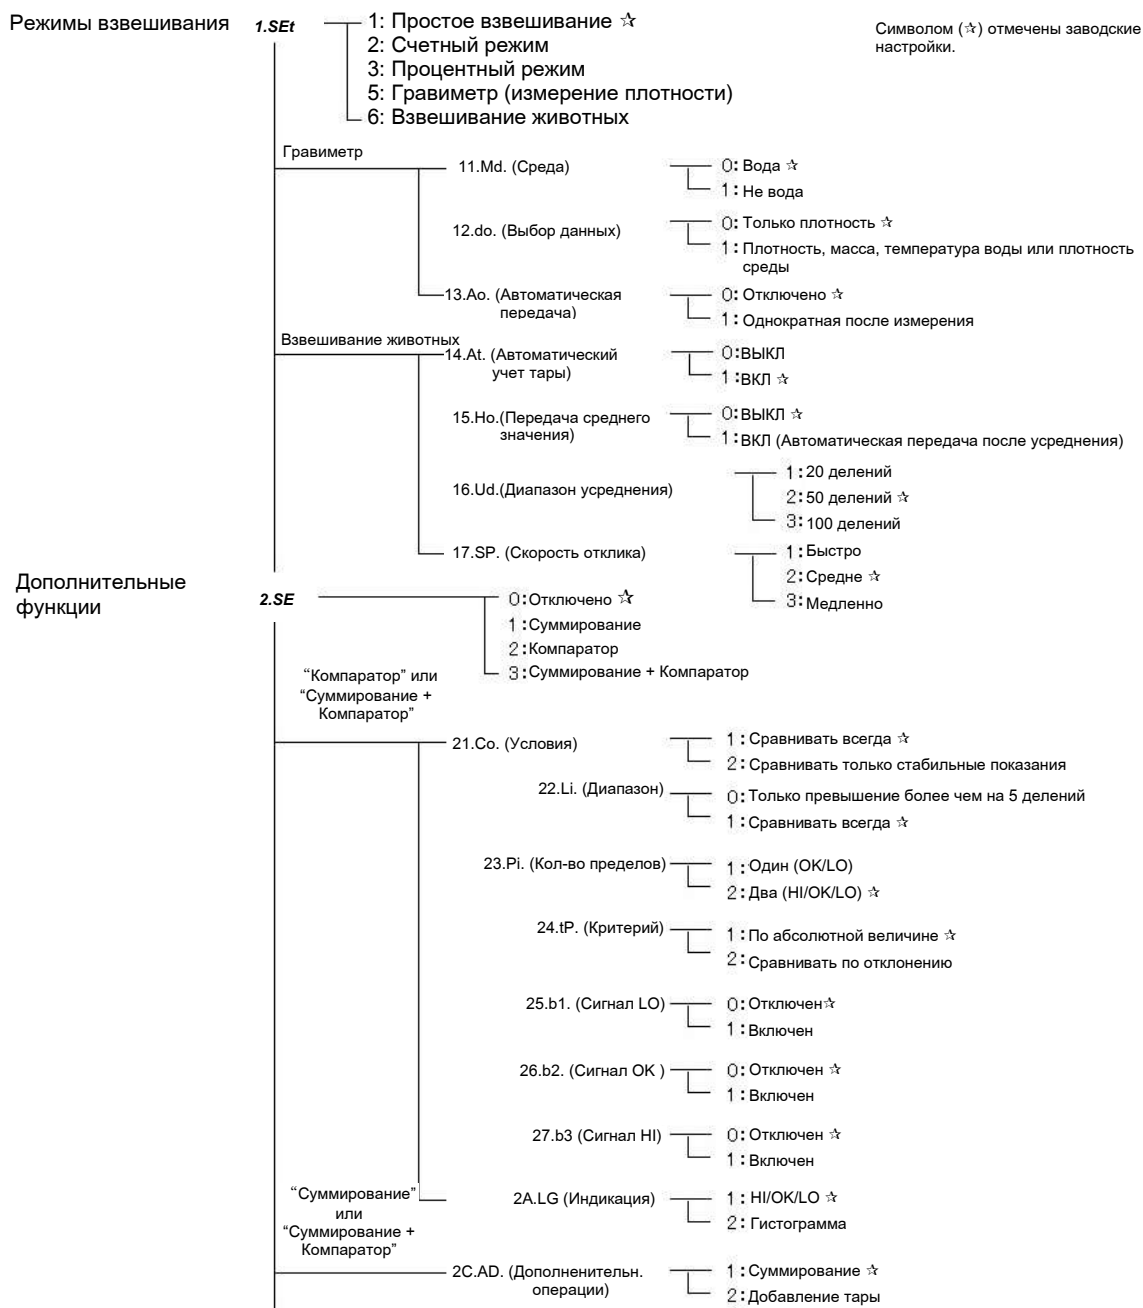 Режимы взвешивания
1.SEt
1: Простое взвешивание ☆
2: Счетный режим
3: Процентный режим
5: Гравиметр (измерение плотности)
6: Взвешивание животных
Символом (☆) отмечены заводские
настройки.
Гравиметр
11.Md. (Среда)
0: Вода ☆
1: Не вода
12.do. (Выбор данных)
0: Только плотность ☆
1: Плотность, масса, температура воды или плотность
среды
13.Ao. (Автоматическая
передача)
0: Отключено ☆
1: Однократная после измерения
Взвешивание животных
14.At. (Автоматический
учет тары)
0:ВЫКЛ
1:ВКЛ ☆
15.Ho.(Передача среднего
значения)
0:ВЫКЛ ☆
1:ВКЛ (Автоматическая передача после усреднения)
16.Ud.(Диапазон усреднения)
1:20 делений
2:50 делений ☆
3:100 делений
17.SP. (Скорость отклика)
1:Быстро
2:Средне ☆
3:Медленно
Дополнительные
функции
2.SE
0:Отключено ☆
1:Суммирование
2:Компаратор
3:Суммирование + Компаратор
“Компаратор” или
“Суммирование +
Компаратор”
21.Co. (Условия)
1: Сравнивать всегда ☆
2: Сравнивать только стабильные показания
22.Li. (Диапазон)
0:Только превышение более чем на 5 делений
1:Сравнивать всегда ☆
23.Pi. (Кол-во пределов)
1:Один (OK/LO)
2:Два (HI/OK/LO) ☆
24.tP. (Критерий)
1:По абсолютной величине ☆
2:Сравнивать по отклонению
25.b1. (Сигнал LO)
0:Отключен☆
1:Включен
26.b2. (Сигнал OK )
0:Отключен ☆
1:Включен
27.b3 (Сигнал HI)
0:Отключен ☆
1:Включен
2A.LG (Индикация)
1: HI/OK/LO ☆
2: Гистограмма
“Суммирование”
или
“Суммирование +
Компаратор”
2C.AD. (Дополненительн.
операции)
1:Суммирование ☆
2:Добавление тары